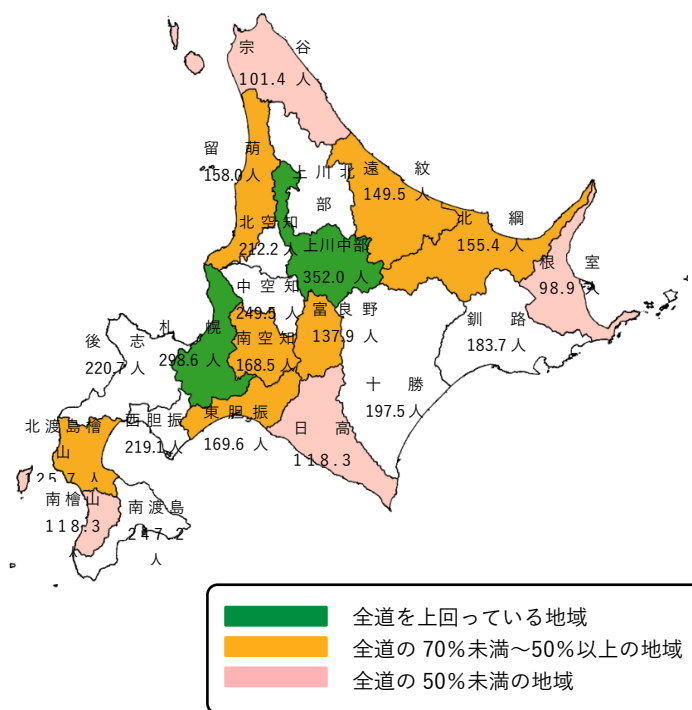 宗谷
101.4 人
留萌
158.0 人
上川北部
遠紋
149.5 人
北網
155.4 人
北空知
212.2 人
上川中部
352.0 人
根室
98.9 人
中空知
249.5 人
富良野
137.9 人
釧路
183.7 人
後志
220.7 人
札幌
298.6 人
南空知
168.5 人
十勝
197.5 人
北渡島檜山
125.7 人
西胆振
219.1 人
東胆振
169.6 人
日高
118.3
南檜山
118.3
人
南渡島
247.2
人
全道を上回っている地域
全道の 70%未満～50%以上の地域
全道の 50%未満の地域